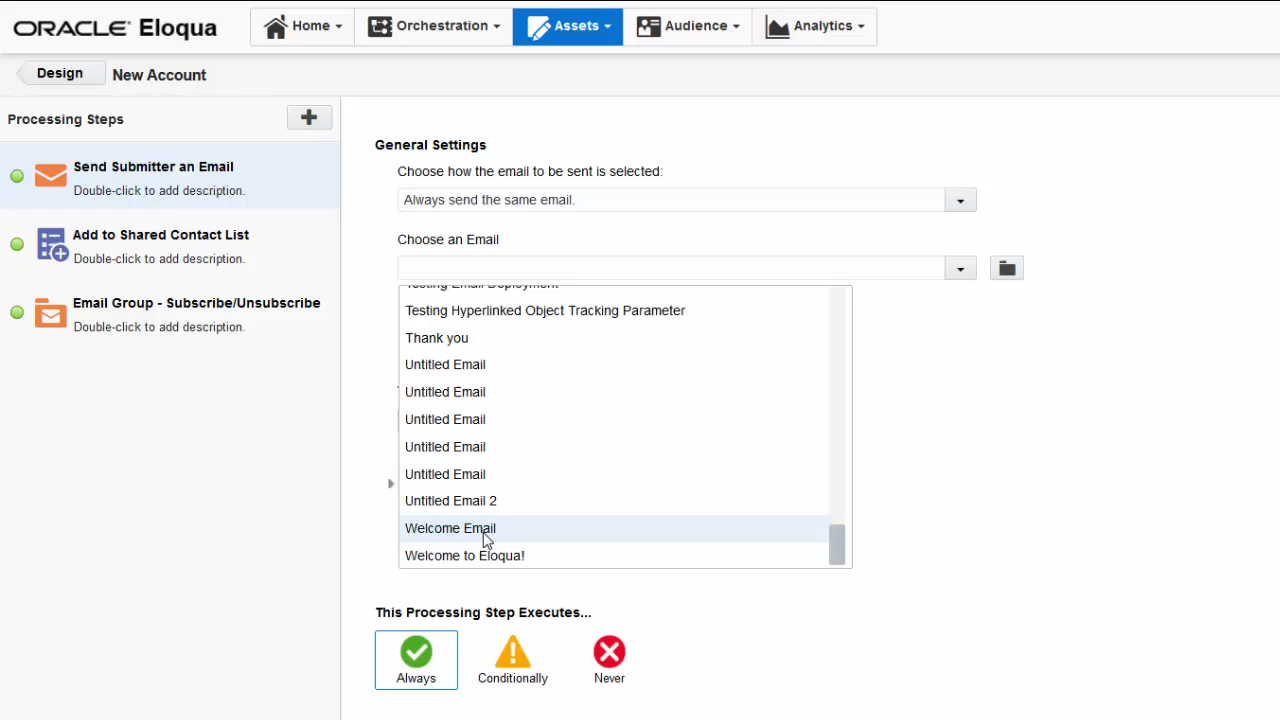 ORACLE Eloqua
Home
Orchestration
Assets
Audience
Analytics
Design
New Account
Processing Steps
Send Submitter an Email
Double-click to add description.
Add to Shared Contact List
Double-click to add description.
Email Group - Subscribe/Unsubscribe
Double-click to add description.
General Settings
Choose how the email to be sent is selected:
Always send the same email.
Choose an Email
Testing Email Deployment
Testing Hyperlinked Object Tracking Parameter
Thank you
Untitled Email
Untitled Email
Untitled Email
Untitled Email
Untitled Email
Untitled Email 2
Welcome Email
Welcome to Eloqua!
This Processing Step Executes...
Always
Conditionally
Never